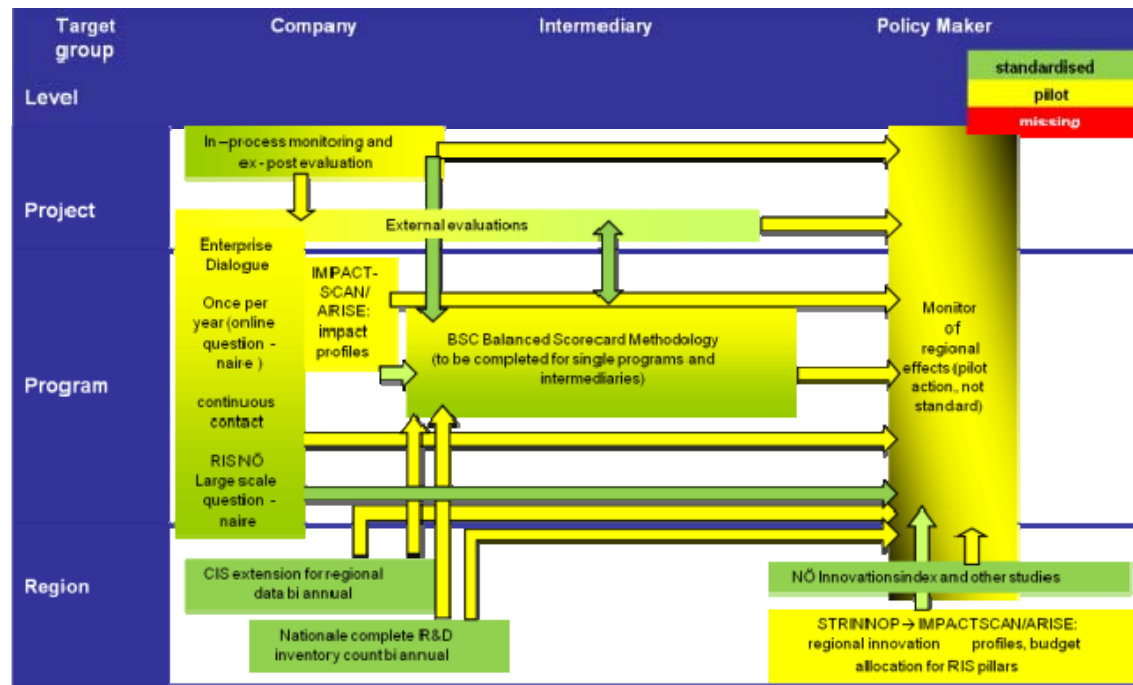 Target
group
Company
Intermediary
Policy Maker
standardised
pilot
missing
Level
In –process monitoring and
ex - post evaluation
Project
External evaluations
Enterprise
Dialogue
Once per
year (online
question -
naire )
continuous
contact
RIS NÖ
Large scale
question -
naire
IMPACT-
SCAN/
ARISE:
impact
profiles
BSC Balanced Scorecard Methodology
(to be completed for single programs and
intermediaries)
Monitor
of
regional
effects (pilot
action,, not
standard)
Program
Region
CIS extension for regional
data bi annual
Nationale complete R&D
inventory count bi annual
NÖ Innovationsindex and other studies
STRINNOP → IMPACTSCAN/ARISE:
regional innovation profiles, budget
allocation for RIS pillars